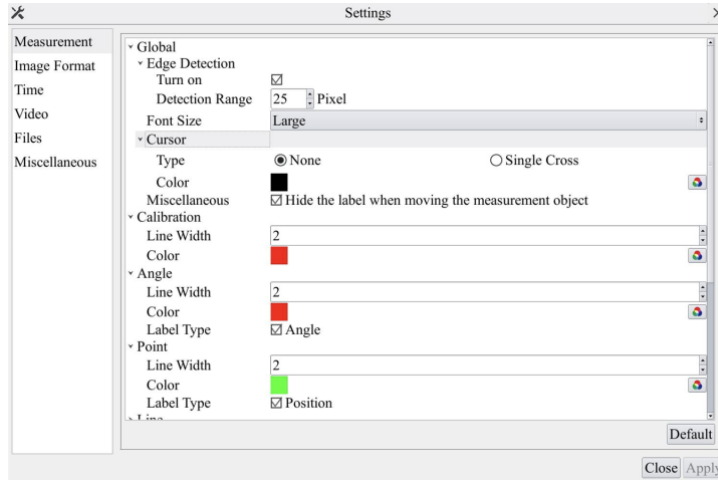 Settings
Measurement
Image Format
Time
Video
Files
Miscellaneous
Global
Edge Detection
Turn on
Detection Range 25 Pixel
Font Size Large
Cursor
Type None Single Cross
Color
Miscellaneous Hide the label when moving the measurement object
Calibration
Line Width 2
Color
Angle
Line Width 2
Color
Label Type Angle
Point
Line Width 2
Color
Label Type Position
Line
Default
Close Apply